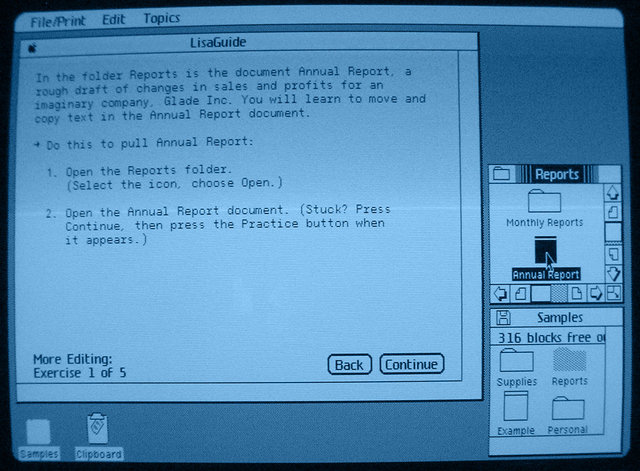 File/Print Edit Topics
LisaGuide
In the folder Reports is the document Annual Report, a
rough draft of changes in sales and profits for an
imaginary company, Glade Inc. You will learn to move and
copy text in the Annual Report document.
→ Do this to pull Annual Report:
1. Open the Reports folder.
(Select the icon, choose Open.)
2. Open the Annual Report document. (Stuck? Press
Continue, then press the Practice button when
it appears.)
More Editing:
Exercise 1 of 5
Back Continue
Reports
Monthly Reports
Annual Report
Samples
316 blocks free o
Supplies Reports
Example Personal
Samples Clipboard